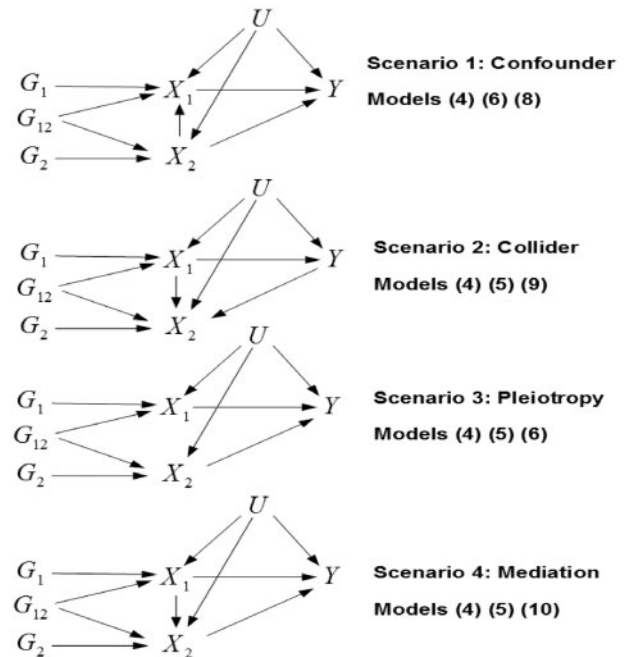 U
G₁ X₁ Y
G₁₂
G₂ X₂
Scenario 1: Confounder
Models (4) (6) (8)
U
G₁ X₁ Y
G₁₂
G₂ X₂
Scenario 2: Collider
Models (4) (5) (9)
U
G₁ X₁ Y
G₁₂
G₂ X₂
Scenario 3: Pleiotropy
Models (4) (5) (6)
U
G₁ X₁ Y
G₁₂
G₂ X₂
Scenario 4: Mediation
Models (4) (5) (10)